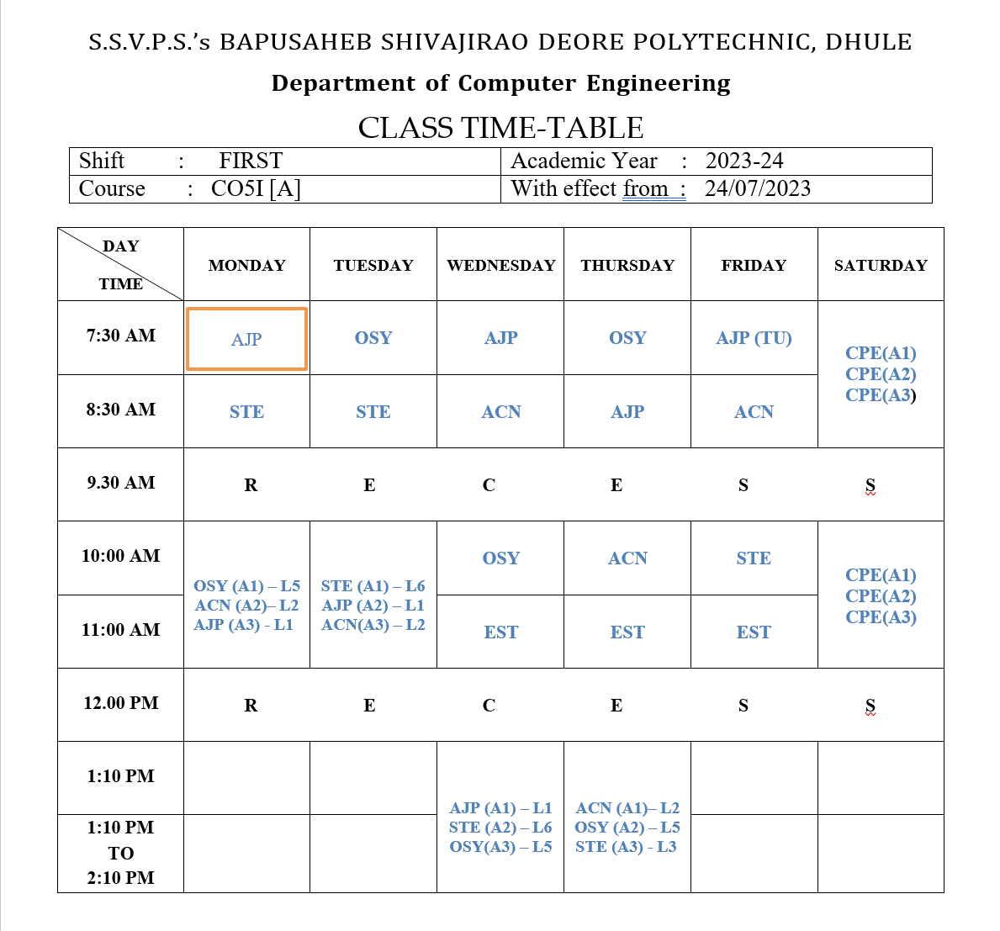 S.S.V.P.S.’s BAPUSAHEB SHIVAJIRAO DEORE POLYTECHNIC, DHULE
Department of Computer Engineering
CLASS TIME-TABLE
Shift : FIRST Academic Year : 2023-24
Course : CO5I [A] With effect from : 24/07/2023
DAY
TIME
MONDAY TUESDAY WEDNESDAY THURSDAY FRIDAY SATURDAY
7:30 AM AJP OSY AJP OSY AJP (TU)
CPE(A1)
CPE(A2)
CPE(A3)
8:30 AM STE STE ACN AJP ACN
9.30 AM R E C E S S
10:00 AM
OSY (A1) – L5
ACN (A2)– L2
AJP (A3) - L1
STE (A1) – L6
AJP (A2) – L1
ACN(A3) – L2
OSY ACN STE
CPE(A1)
CPE(A2)
CPE(A3)
11:00 AM EST EST EST
12.00 PM R E C E S S
1:10 PM
AJP (A1) – L1
STE (A2) – L6
OSY(A3) – L5
ACN (A1)– L2
OSY (A2) – L5
STE (A3) - L3
1:10 PM
TO
2:10 PM